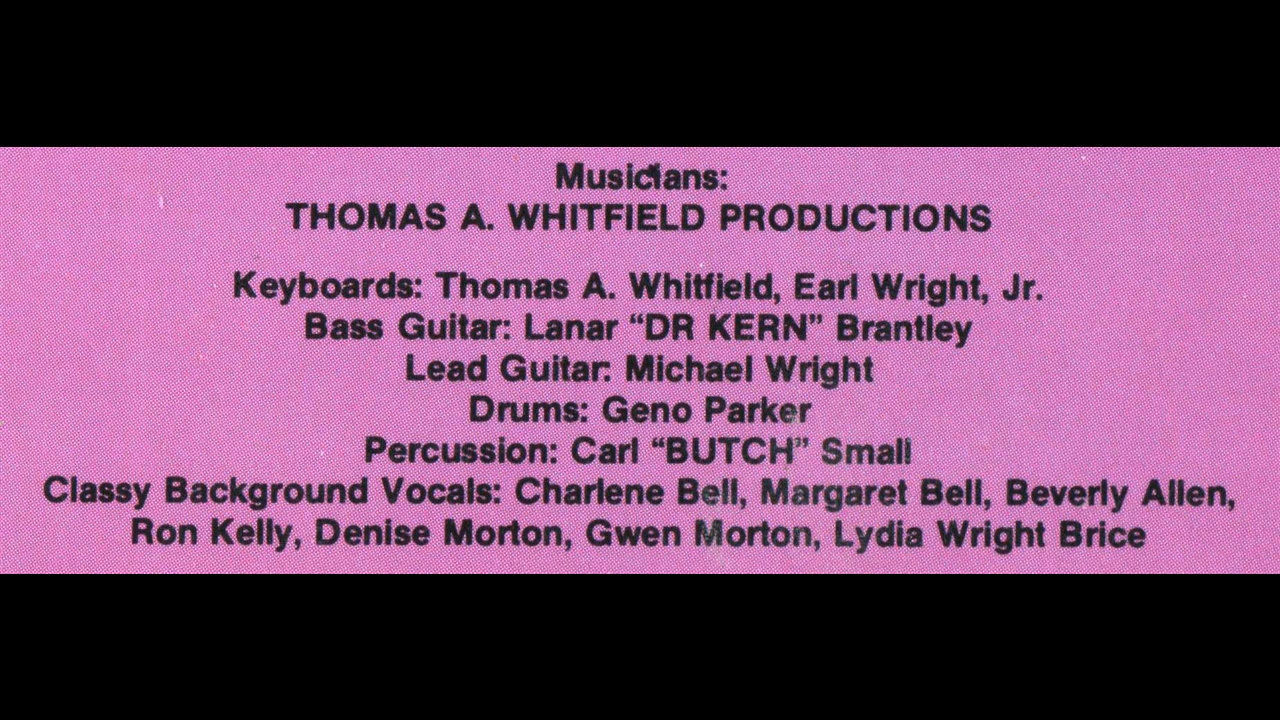 Musicians:
THOMAS A. WHITFIELD PRODUCTIONS
Keyboards: Thomas A. Whitfield, Earl Wright, Jr.
Bass Guitar: Lanar “DR KERN” Brantley
Lead Guitar: Michael Wright
Drums: Geno Parker
Percussion: Carl “BUTCH” Small
Classy Background Vocals: Charlene Bell, Margaret Bell, Beverly Allen,
Ron Kelly, Denise Morton, Gwen Morton, Lydia Wright Brice